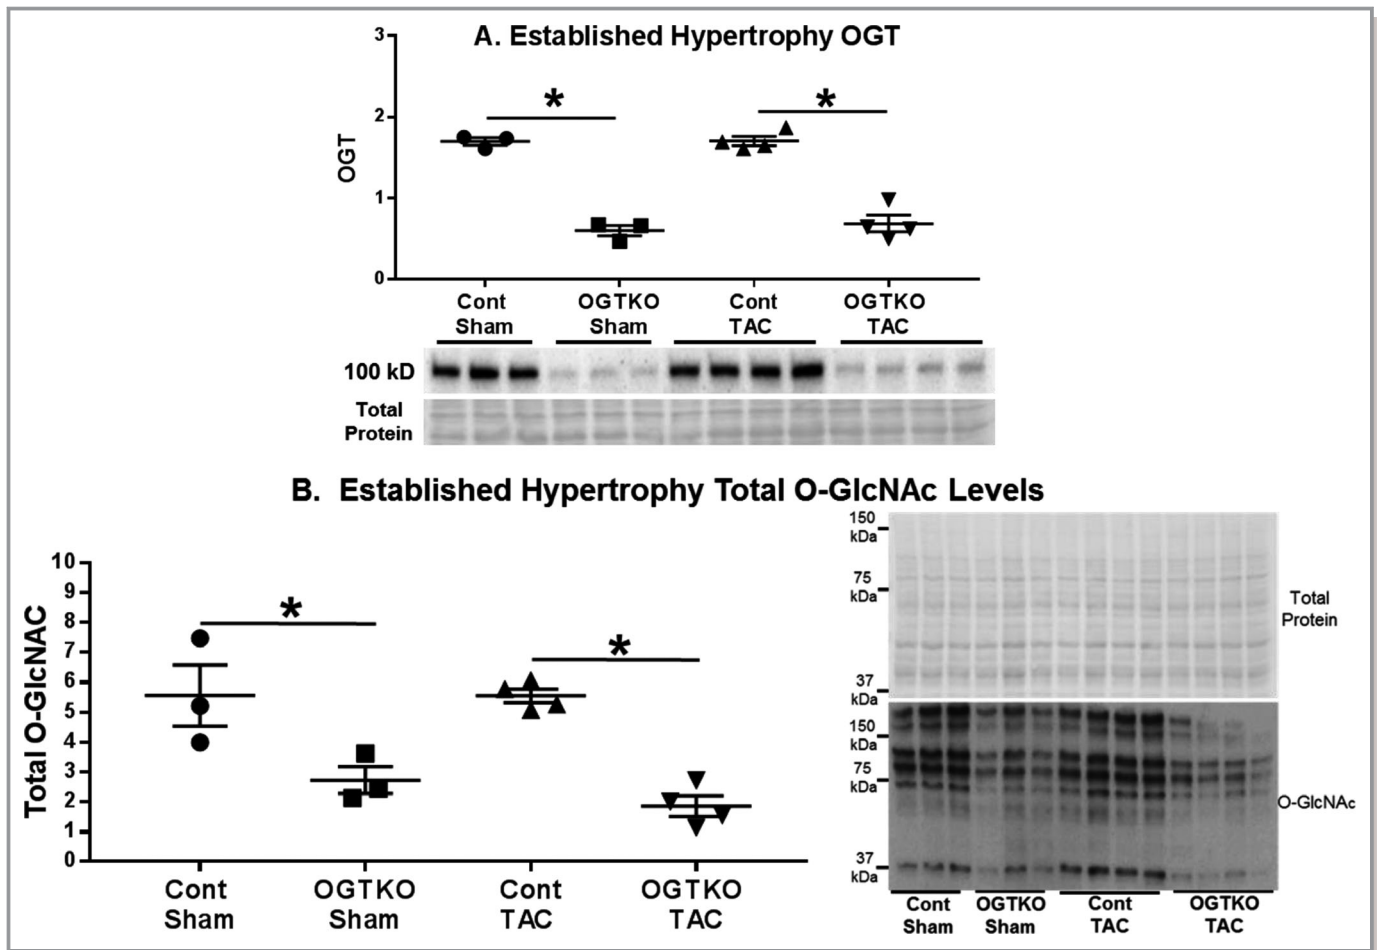 A. Established Hypertrophy OGT
3
2
1
0
OGT
*
*
Cont
Sham
OGTKO
Sham
Cont
TAC
OGTKO
TAC
100 kD
Total
Protein
B. Established Hypertrophy Total O-GlcNAc Levels
10
9
8
7
6
5
4
3
2
1
0
Total O-GlcNAC
*
*
Cont
Sham
OGTKO
Sham
Cont
TAC
OGTKO
TAC
150
kDa
75
kDa
37
kDa
Total
Protein
150
kDa
75
kDa
37
kDa
O-GlcNAc
Cont
Sham
OGTKO
Sham
Cont
TAC
OGTKO
TAC